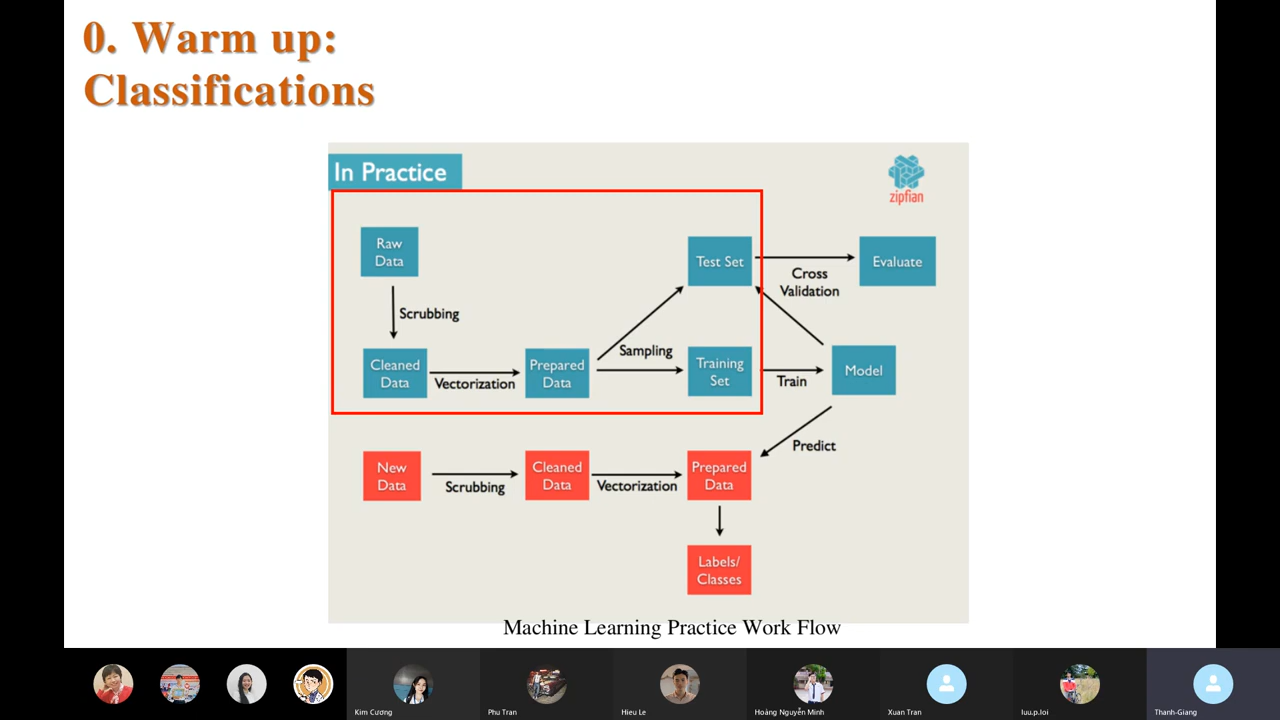 0. Warm up:
Classifications
In Practice
zipfian
Raw
Data
Test Set
Evaluate
Cross
Validation
Scrubbing
Sampling
Cleaned
Data
Vectorization
Prepared
Data
Training
Set
Train
Model
Predict
New
Data
Scrubbing
Cleaned
Data
Vectorization
Prepared
Data
Labels/
Classes
Machine Learning Practice Work Flow
Kim Cương
Phu Tran
Hieu Le
Hoàng Nguyễn Minh
Xuan Tran
luu.p.loi
Thanh-Giang